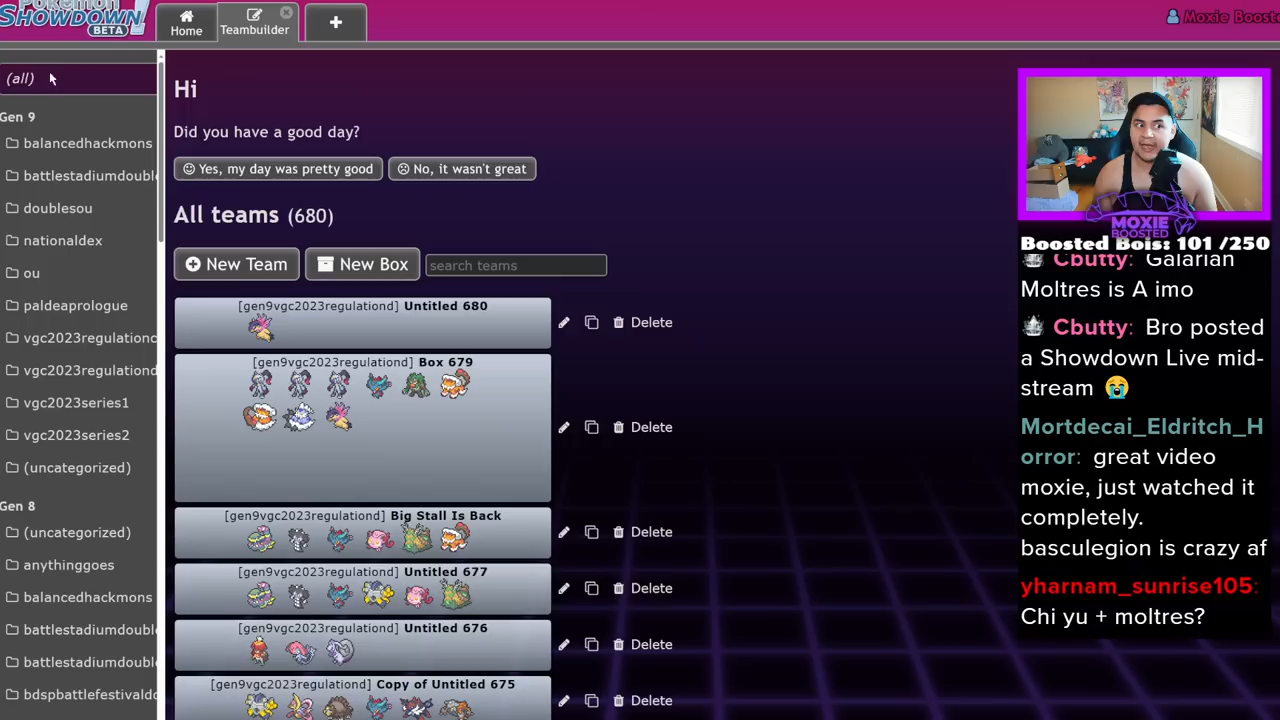 Pokémon
SHOWDOWN!
BETA
Home
Teambuilder
Moxie Boost
(all)
Gen 9
balancedhackmons
battlestadiumdoubl
doublesou
nationaldex
ou
paldeaprologue
vgc2023regulationc
vgc2023regulationd
vgc2023series1
vgc2023series2
(uncategorized)
Gen 8
(uncategorized)
anythinggoes
balancedhackmons
battlestadiumdoubl
battlestadiumdoubl
bdspbattlefestivaldo
Hi
Did you have a good day?
Yes, my day was pretty good
No, it wasn't great
All teams (680)
New Team
New Box
search teams
[gen9vgc2023regulationd] Untitled 680
Delete
[gen9vgc2023regulationd] Box 679
Delete
[gen9vgc2023regulationd] Big Stall Is Back
Delete
[gen9vgc2023regulationd] Untitled 677
Delete
[gen9vgc2023regulationd] Untitled 676
Delete
[gen9vgc2023regulationd] Copy of Untitled 675
Delete
MOXIE
BOOSTED
Boosted Bois: 101 /250
Cbutty: Galarian
Moltres is A imo
Cbutty: Bro posted
a Showdown Live mid-
stream 😭
Mortdecai_Eldritch_H
orror: great video
moxie, just watched it
completely.
basculegion is crazy af
yharnam_sunrise105:
Chi yu + moltres?